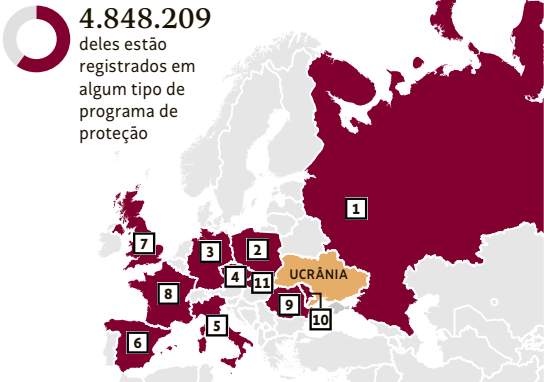 4.848.209
deles estão
registrados em
algum tipo de
programa de
proteção
1
7
3
2
4
11
UCRÂNIA
8
9
10
5
6